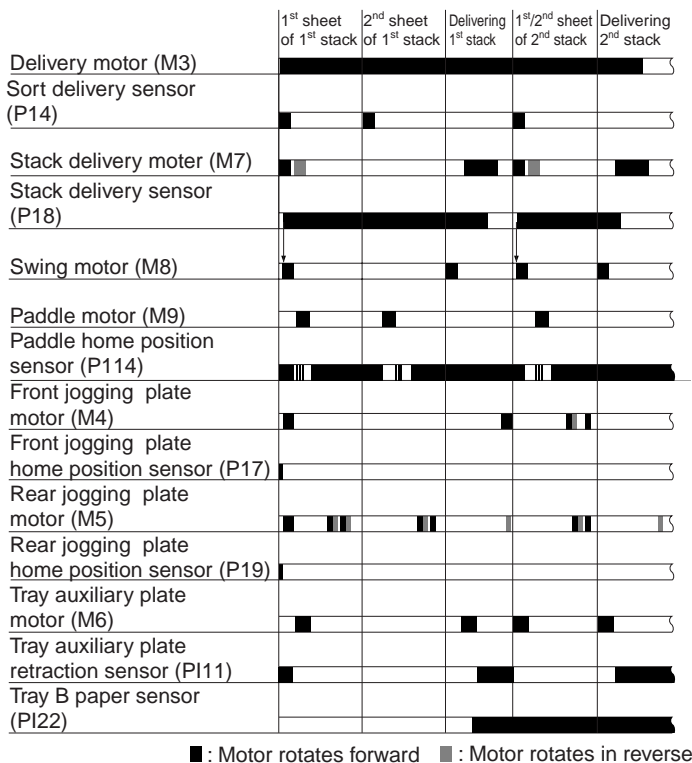 1st sheet of 1st stack
2nd sheet of 1st stack
Delivering 1st stack
1st/2nd sheet of 2nd stack
Delivering 2nd stack
Delivery motor (M3)
Sort delivery sensor
(P14)
Stack delivery moter (M7)
Stack delivery sensor
(P18)
Swing motor (M8)
Paddle motor (M9)
Paddle home position
sensor (P114)
Front jogging plate
motor (M4)
Front jogging plate
home position sensor (P17)
Rear jogging plate
motor (M5)
Rear jogging plate
home position sensor (P19)
Tray auxiliary plate
motor (M6)
Tray auxiliary plate
retraction sensor (PI11)
Tray B paper sensor
(PI22)
: Motor rotates forward : Motor rotates in reverse